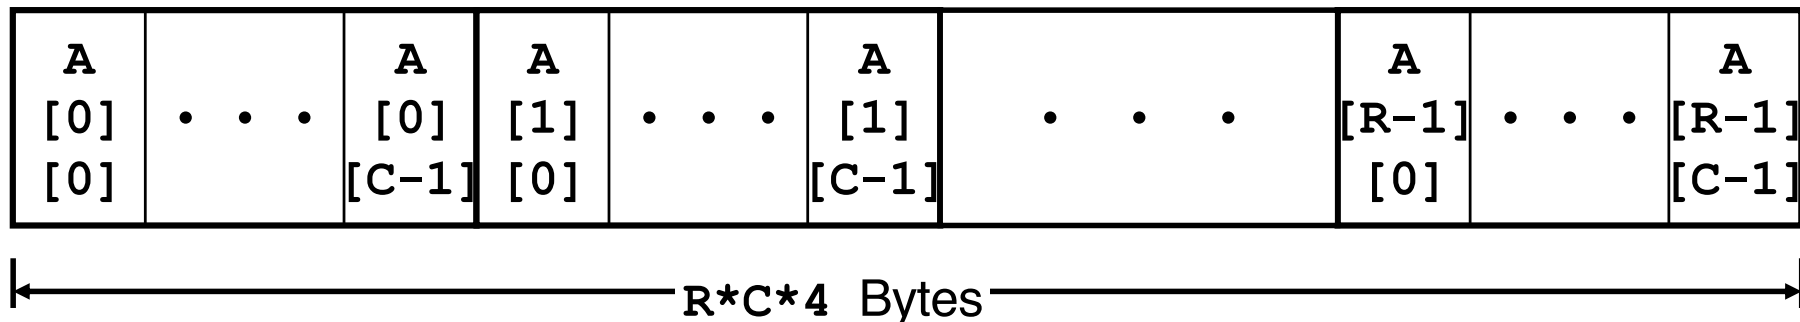 A A A A A A
[0] • • • [0] [1] • • • [1] • • • [R-1] • • • [R-1]
[0] [C-1] [0] [C-1] [0] [C-1]
R*C*4 Bytes